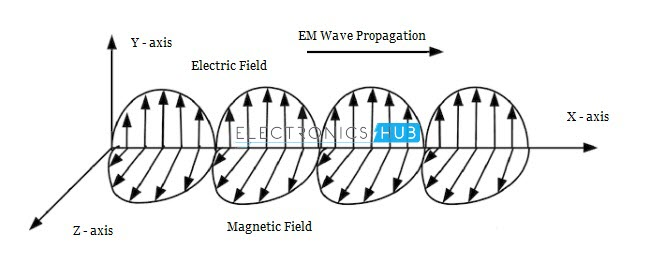 EM Wave Propagation
Y - axis
Electric Field
X - axis
ELECTRONICS HUB
Magnetic Field
Z - axis